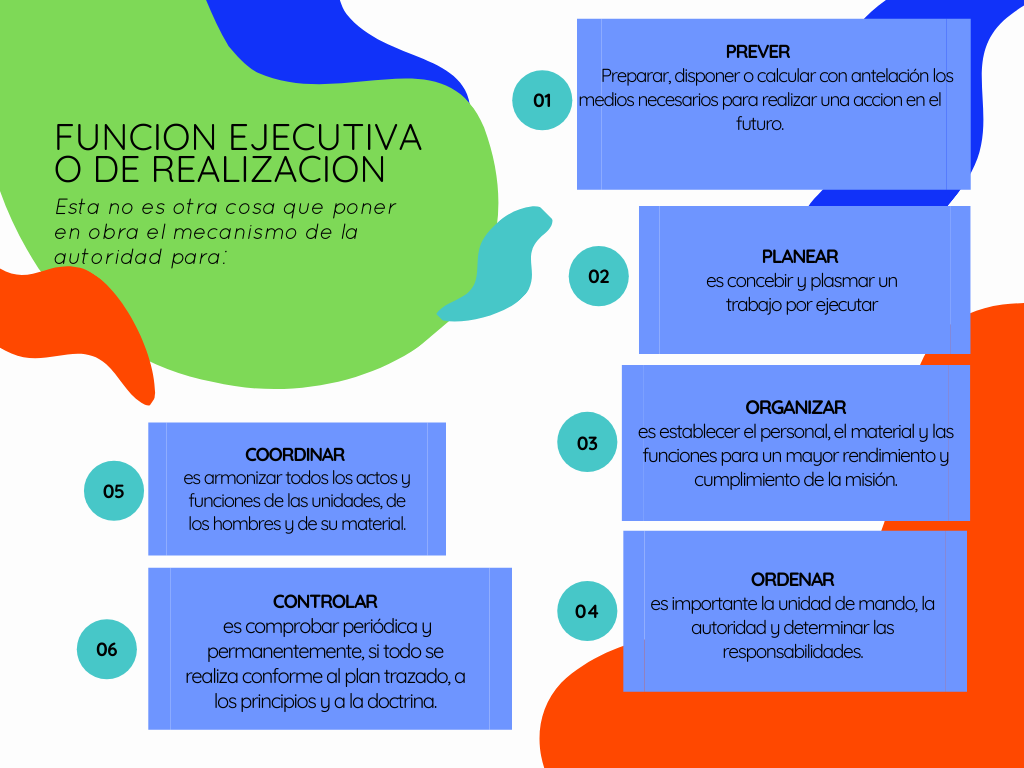 FUNCION EJECUTIVA
O DE REALIZACION
Esta no es otra cosa que poner
en obra el mecanismo de la
autoridad para:
01
PREVER
Preparar, disponer o calcular con antelación los
medios necesarios para realizar una accion en el
futuro.
02
PLANEAR
es concebir y plasmar un
trabajo por ejecutar
03
ORGANIZAR
es establecer el personal, el material y las
funciones para un mayor rendimiento y
cumplimiento de la misión.
04
ORDENAR
es importante la unidad de mando, la
autoridad y determinar las
responsabilidades.
05
COORDINAR
es armonizar todos los actos y
funciones de las unidades, de
los hombres y de su material.
06
CONTROLAR
es comprobar periódica y
permanentemente, si todo se
realiza conforme al plan trazado, a
los principios y a la doctrina.